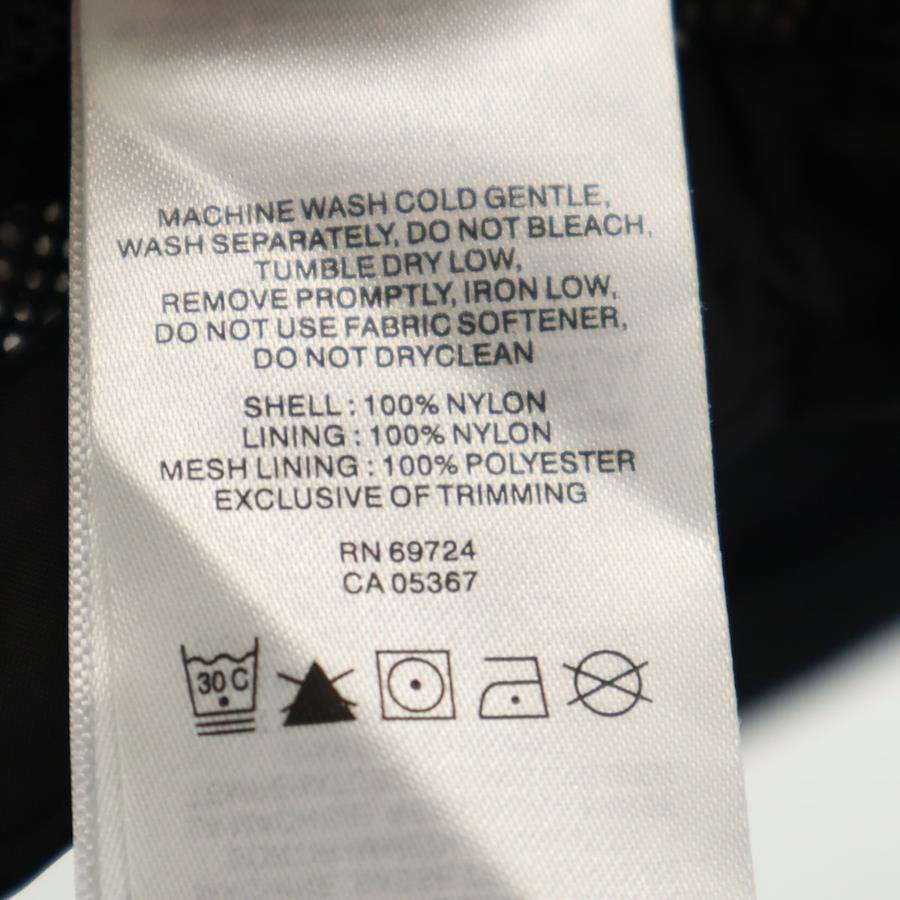 MACHINE WASH COLD GENTLE,
WASH SEPARATELY, DO NOT BLEACH,
TUMBLE DRY LOW,
REMOVE PROMPTLY, IRON LOW,
DO NOT USE FABRIC SOFTENER,
DO NOT DRYCLEAN
SHELL : 100% NYLON
LINING : 100% NYLON
MESH LINING : 100% POLYESTER
EXCLUSIVE OF TRIMMING
RN 69724
CA 05367
30 C